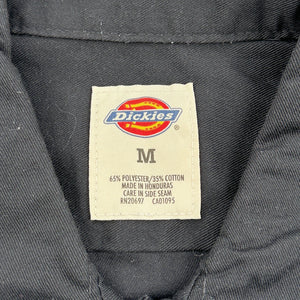 Dickies
®
M
65% POLYESTER/35% COTTON
MADE IN HONDURAS
CARE IN SIDE SEAM
RN20697 CA01095